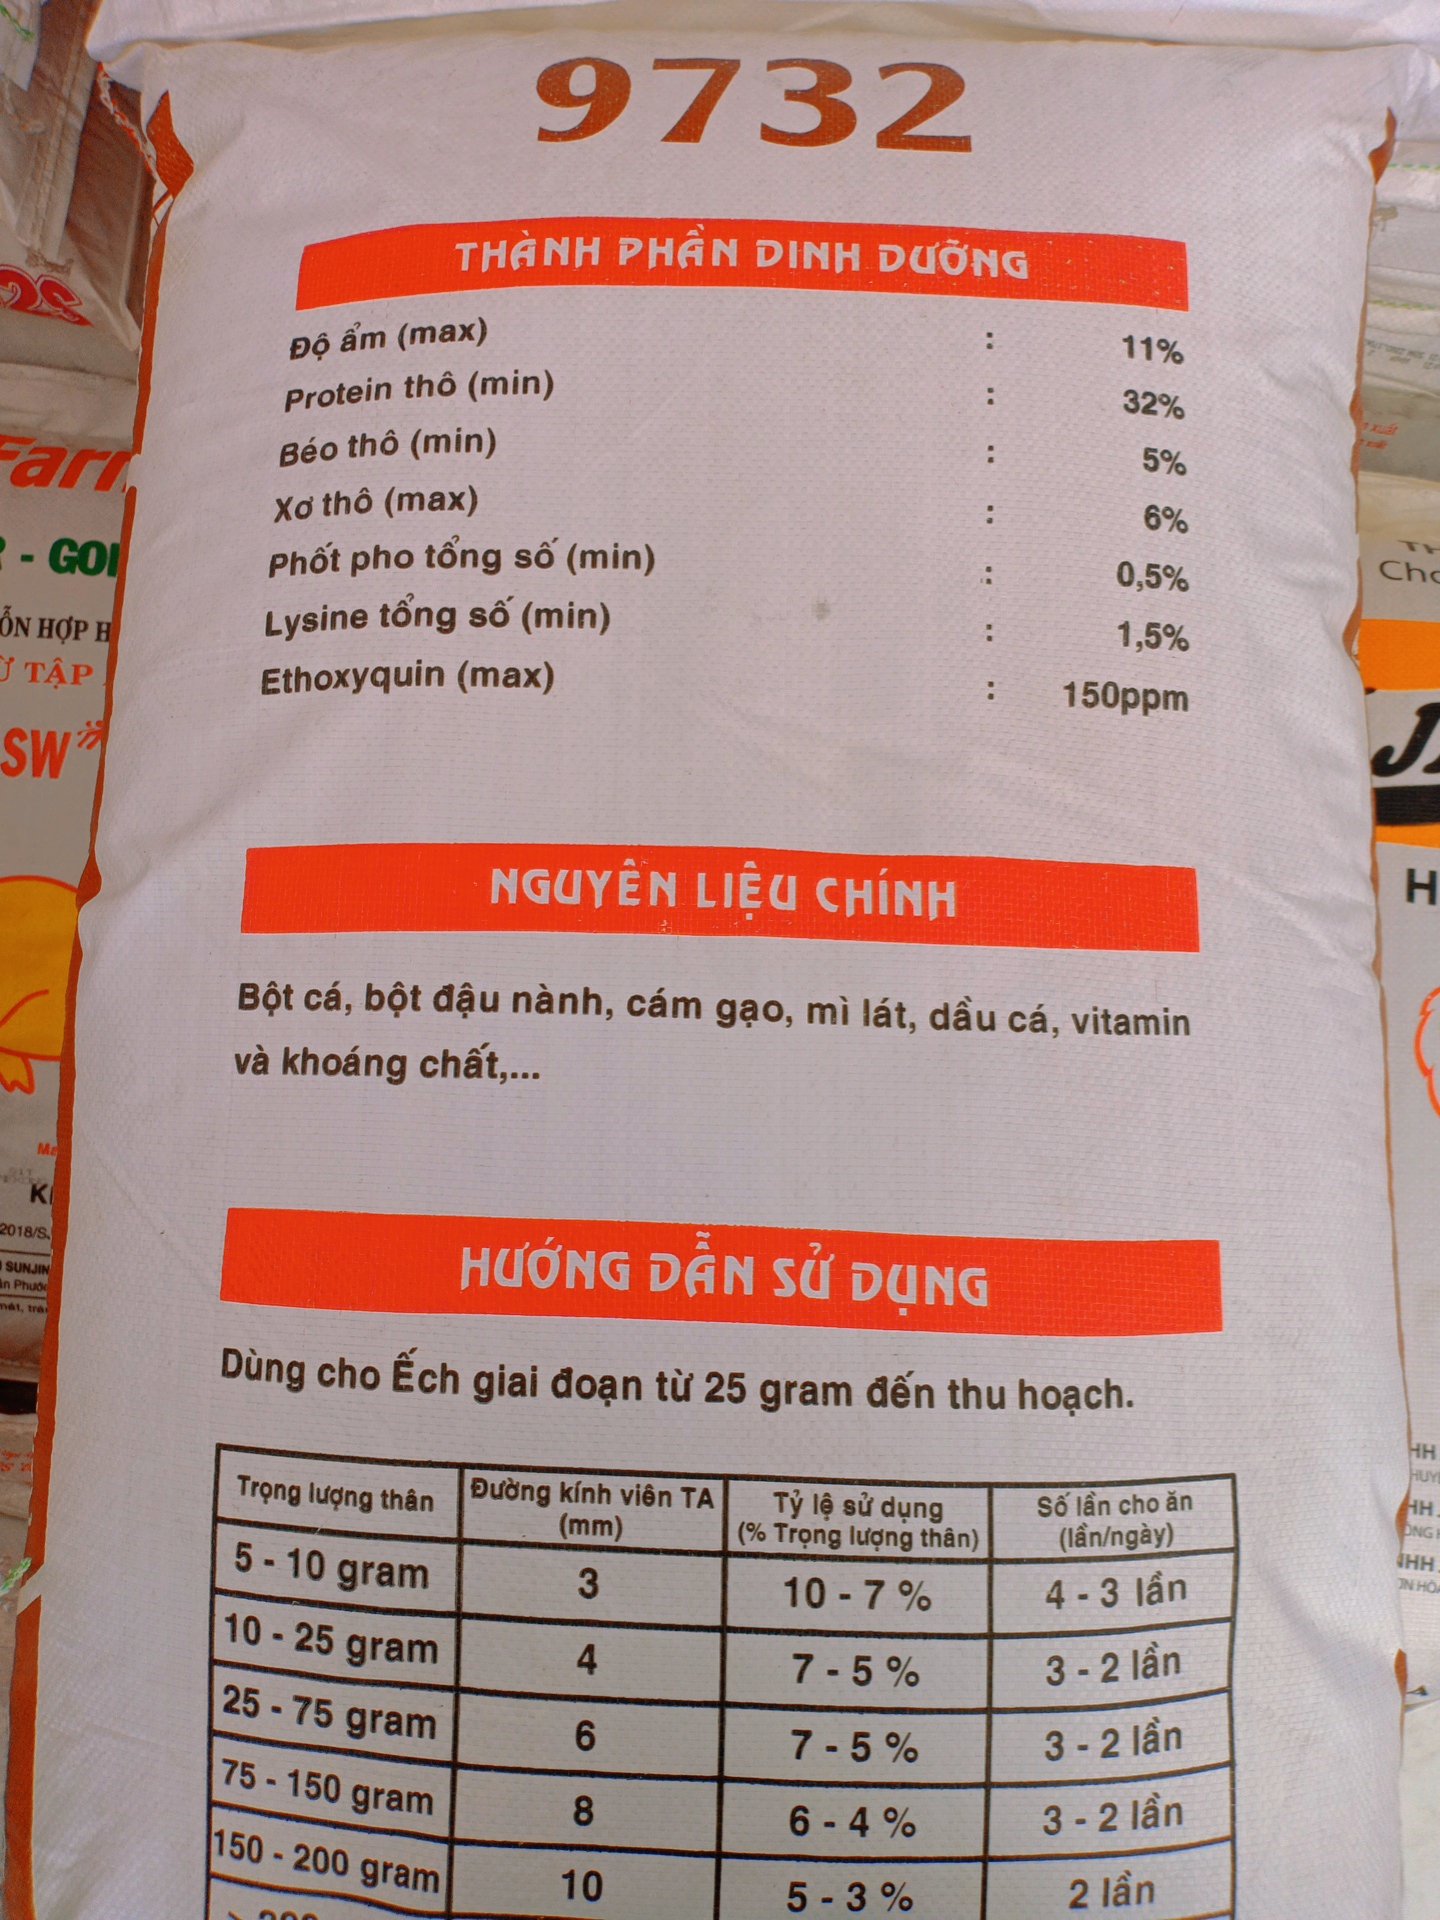 9732
THÀNH PHẦN DINH DƯỠNG
Độ ẩm (max) : 11%
Protein thô (min) : 32%
Béo thô (min) : 5%
Xơ thô (max) : 6%
Phốt pho tổng số (min) : 0,5%
Lysine tổng số (min) : 1,5%
Ethoxyquin (max) : 150ppm
NGUYÊN LIỆU CHÍNH
Bột cá, bột đậu nành, cám gạo, mì lát, dầu cá, vitamin
và khoáng chất,...
HƯỚNG DẪN SỬ DỤNG
Dùng cho Ếch giai đoạn từ 25 gram đến thu hoạch.
Trọng lượng thân Đường kính viên TA (mm) Tỷ lệ sử dụng (% Trọng lượng thân) Số lần cho ăn (lần/ngày)
5 - 10 gram 3 10 - 7 % 4 - 3 lần
10 - 25 gram 4 7 - 5 % 3 - 2 lần
25 - 75 gram 6 7 - 5 % 3 - 2 lần
75 - 150 gram 8 6 - 4 % 3 - 2 lần
150 - 200 gram 10 5 - 3 % 2 lần
HỢP
TẬP
SW
SUNJIN